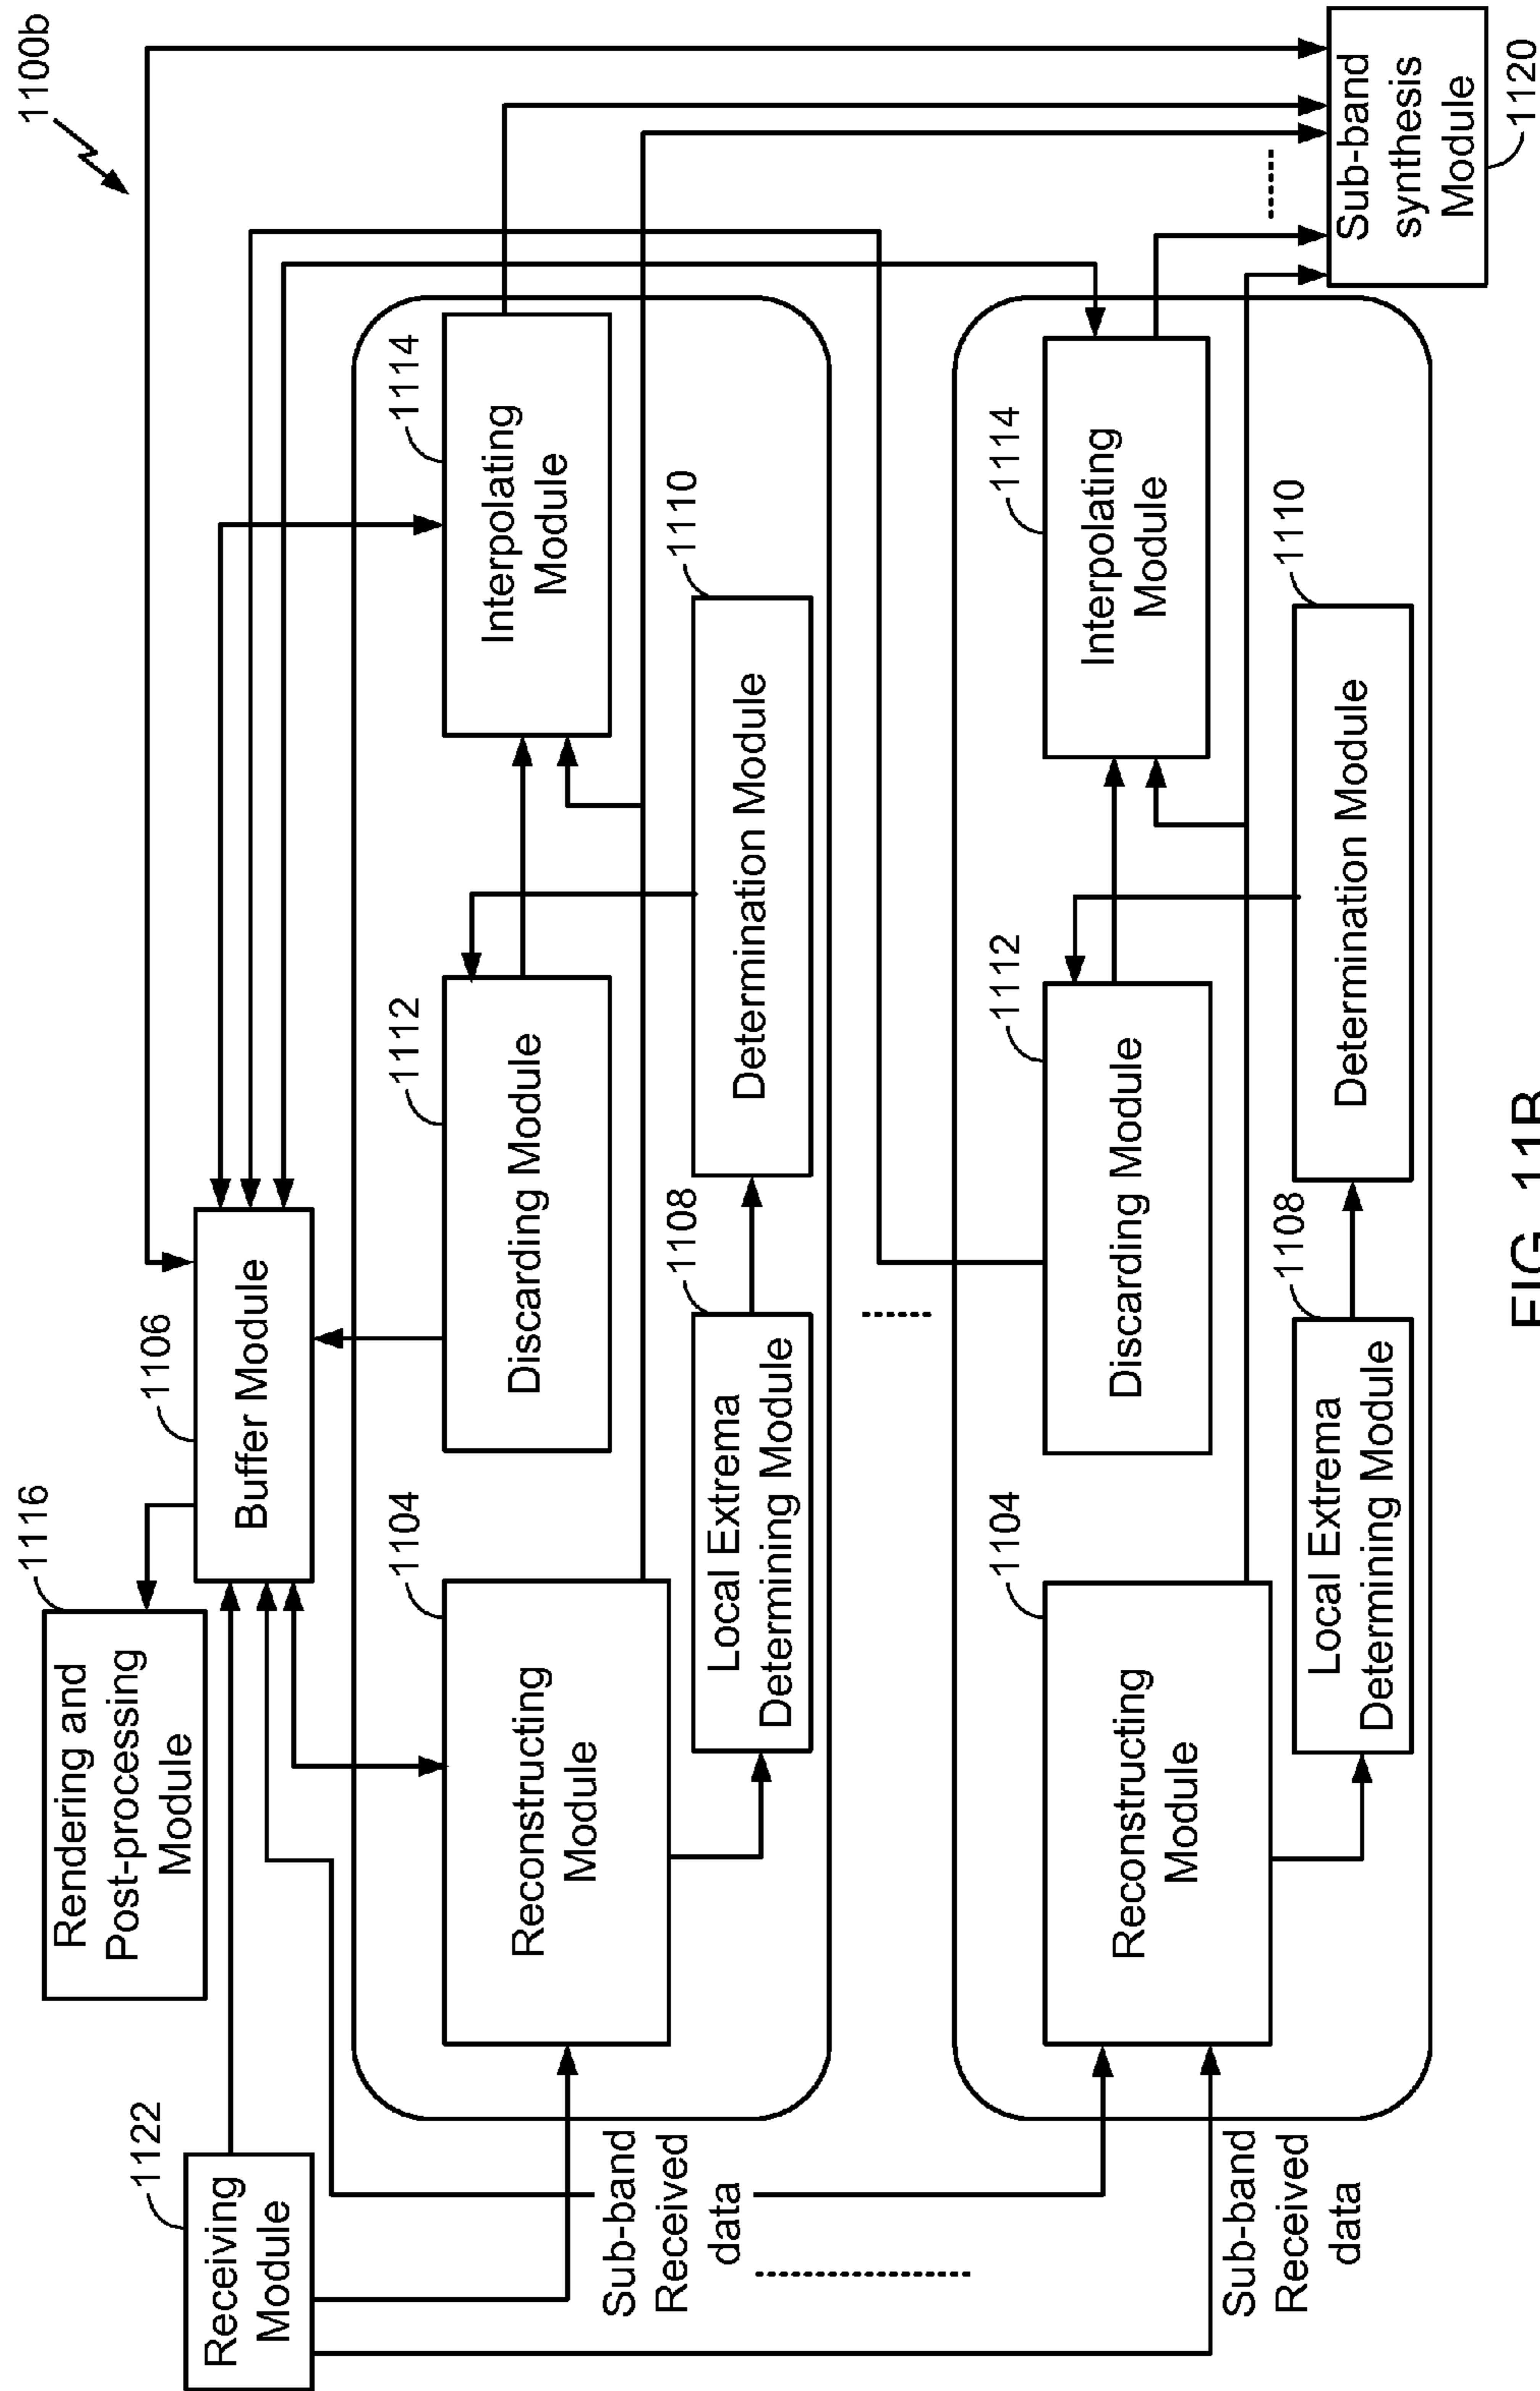 1100b
1116
Rendering and
Post-processing
Module
1106
Buffer Module
1122
Receiving
Module
1104
Reconstructing
Module
1112
Discarding Module
1114
Interpolating
Module
1108
Local Extrema
Determining Module
1110
Determination Module
Sub-band
Received
data
1104
Reconstructing
Module
1112
Discarding Module
1114
Interpolating
Module
1108
Local Extrema
Determining Module
1110
Determination Module
Sub-band
Received
data
Sub-band
synthesis
Module
1120
FIG. 11B